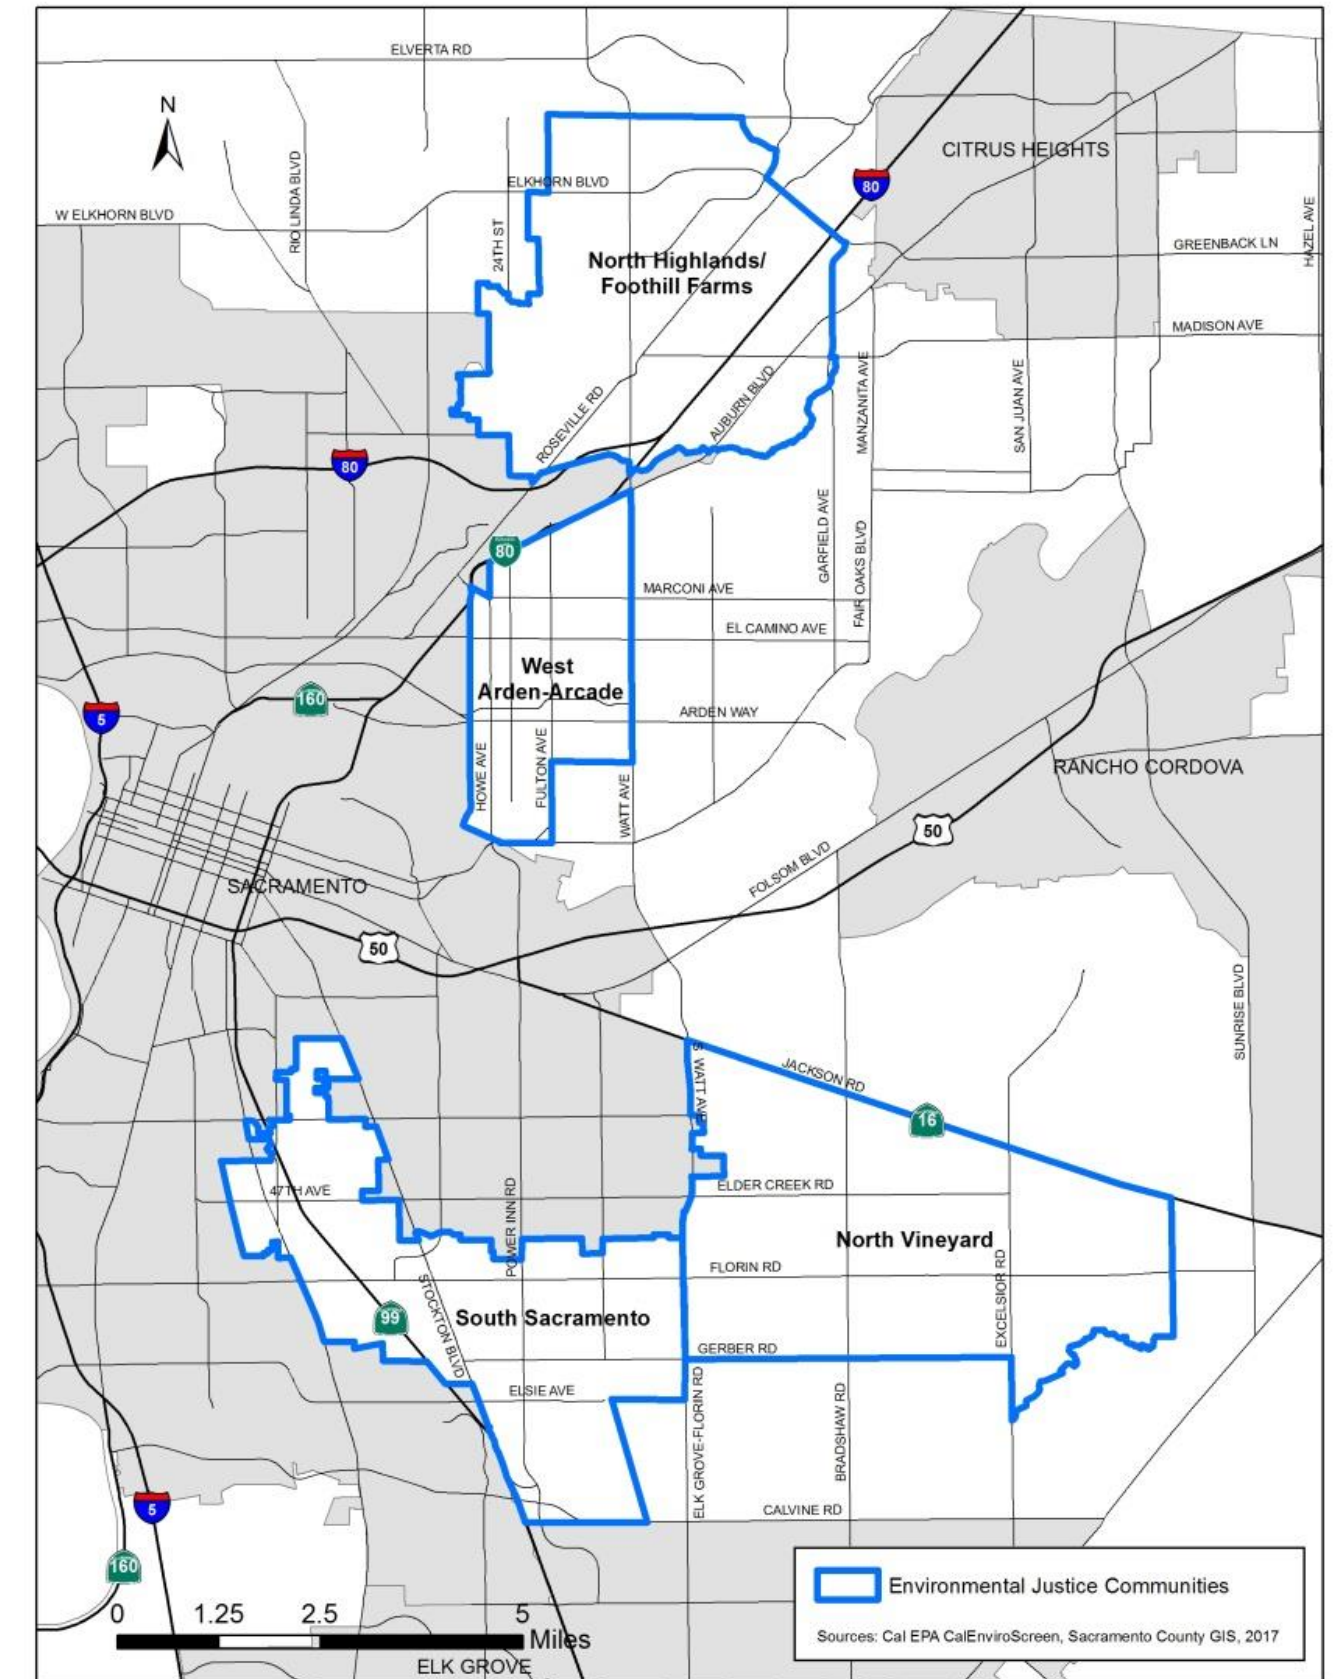 ELVERTA RD
N
CITRUS HEIGHTS
RIO LINDA BLVD
80
ELKHORN BLVD
W ELKHORN BLVD
24TH ST
HAZEL AVE
GREENBACK LN
North Highlands/
Foothill Farms
MADISON AVE
MANZANITA AVE
SAN JUAN AVE
ROSEVILLE RD
AUBURN BLVD
80
GARFIELD AVE
FAIR OAKS BLVD
80
MARCONI AVE
EL CAMINO AVE
West
Arden-Arcade
160
5
ARDEN WAY
HOWE AVE
FULTON AVE
WATT AVE
RANCHO CORDOVA
50
FOLSOM BLVD
SACRAMENTO
50
SUNRISE BLVD
S WATT AVE
JACKSON RD
16
47TH AVE
POWER INN RD
ELDER CREEK RD
North Vineyard
FLORIN RD
EXCELSIOR RD
STOCKTON BLVD
99
South Sacramento
GERBER RD
ELSIE AVE
ELK GROVE-FLORIN RD
BRADSHAW RD
CALVINE RD
5
160
0 1.25 2.5 5
Miles
ELK GROVE
Environmental Justice Communities
Sources: Cal EPA CalEnviroScreen, Sacramento County GIS, 2017